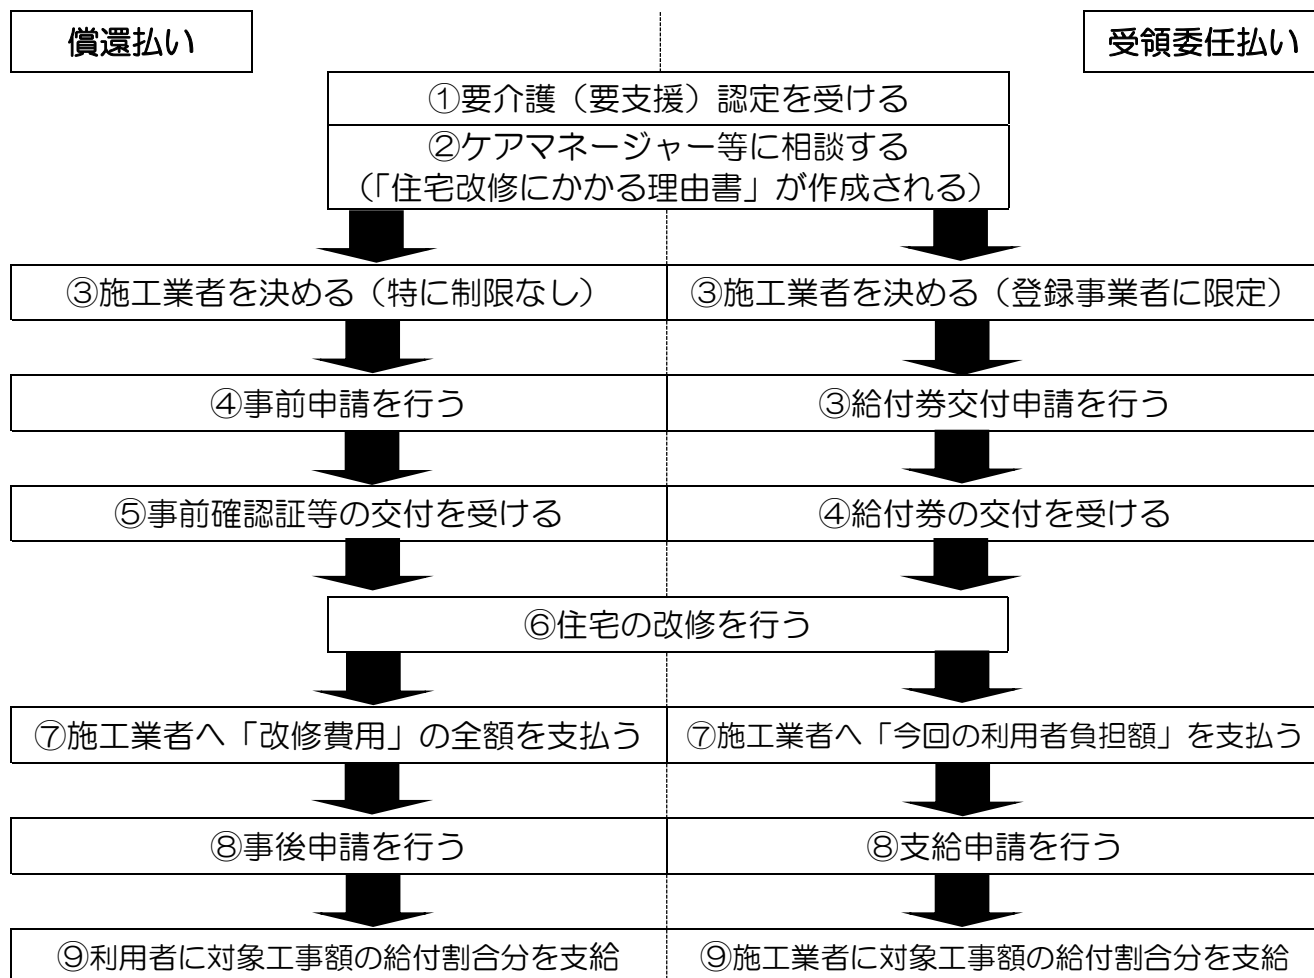 償還払い
受領委任払い
①要介護（要支援）認定を受ける
②ケアマネージャー等に相談する
（「住宅改修にかかる理由書」が作成される）
③施工業者を決める（特に制限なし）
③施工業者を決める（登録事業者に限定）
④事前申請を行う
③給付券交付申請を行う
⑤事前確認証等の交付を受ける
④給付券の交付を受ける
⑥住宅の改修を行う
⑦施工業者へ「改修費用」の全額を支払う
⑦施工業者へ「今回の利用者負担額」を支払う
⑧事後申請を行う
⑧支給申請を行う
⑨利用者に対象工事額の給付割合分を支給
⑨施工業者に対象工事額の給付割合分を支給